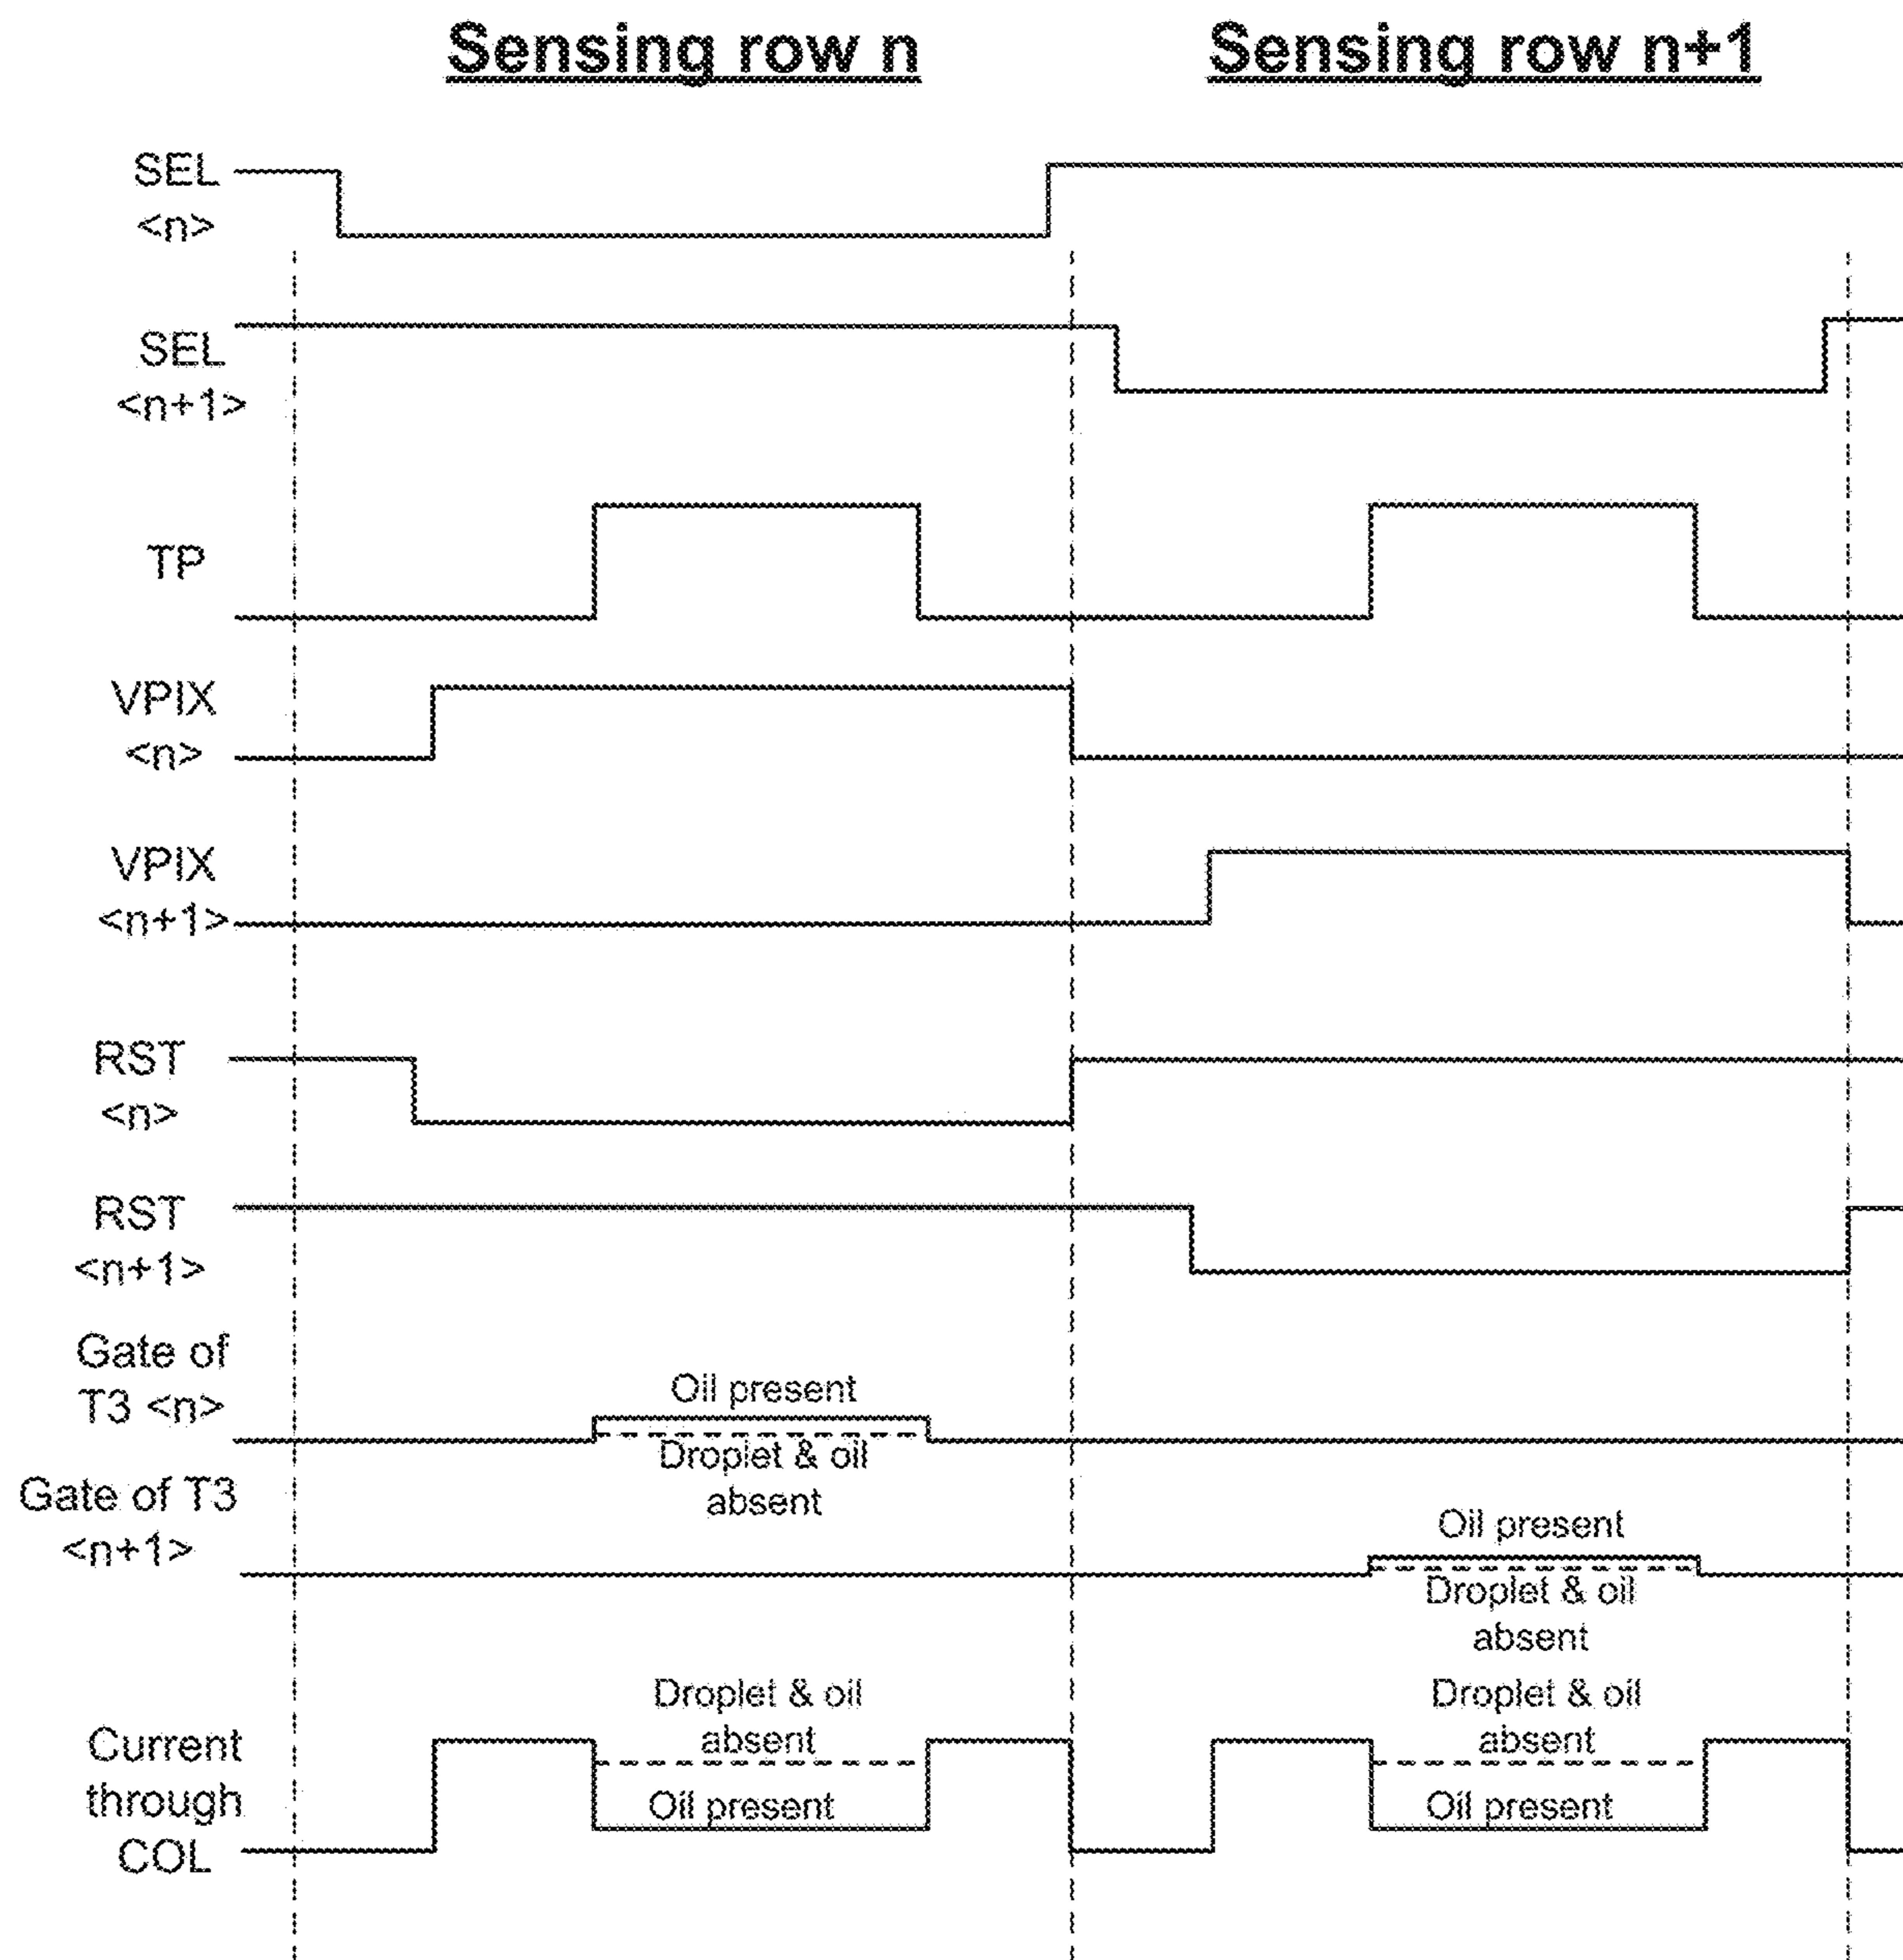 Sensing row n
Sensing row n+1
SEL
<n>
SEL
<n+1>
TP
VPIX
<n>
VPIX
<n+1>
RST
<n>
RST
<n+1>
Gate of
T3 <n>
Oil present
Droplet & oil
absent
Gate of T3
<n+1>
Oil present
Droplet & oil
absent
Current
through
COL
Droplet & oil
absent
Oil present
Droplet & oil
absent
Oil present